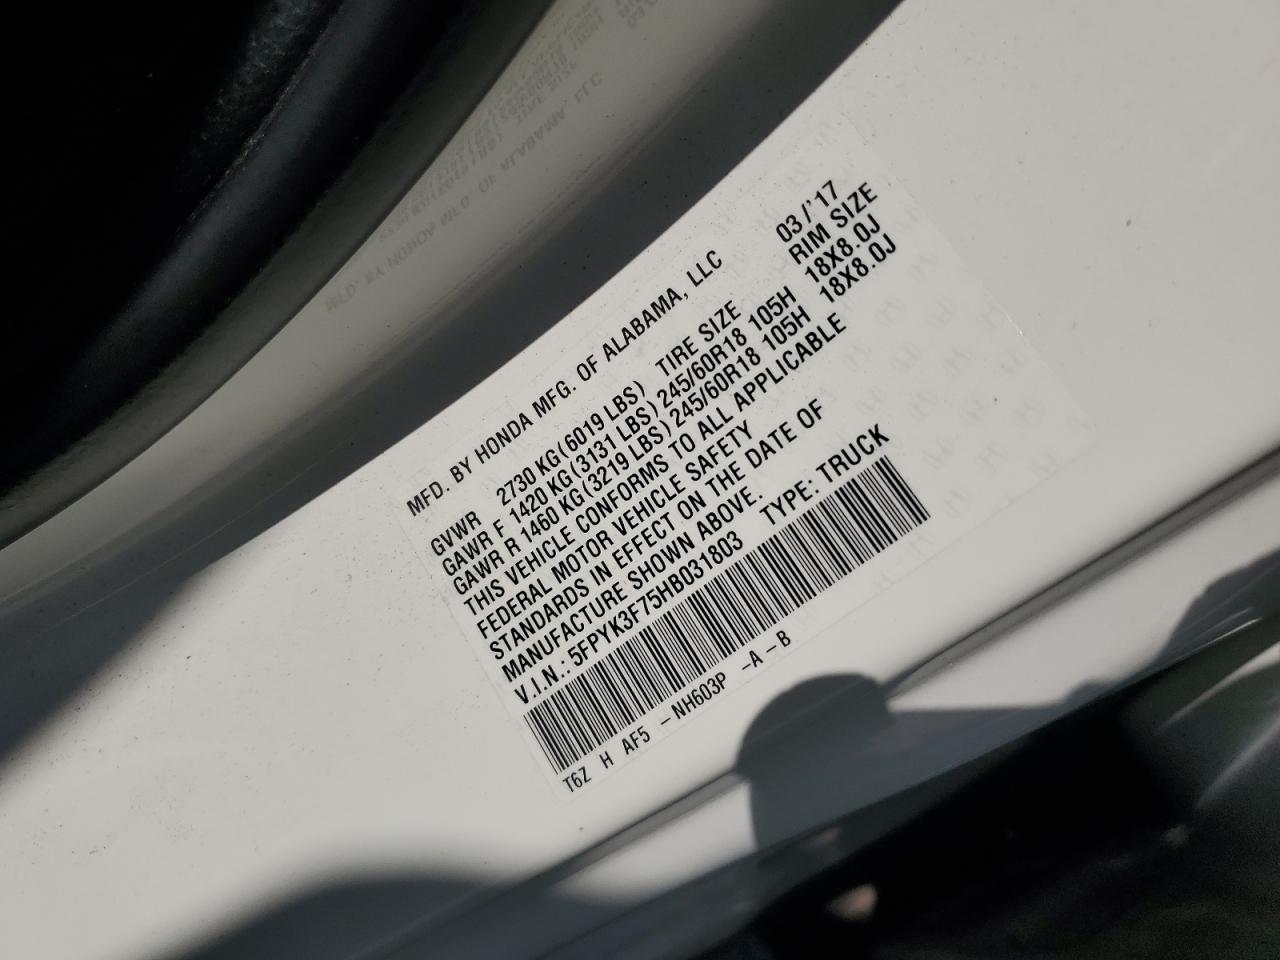 MFD. BY HONDA MFG. OF ALABAMA, LLC 03/'17
GVWR 2730 KG(6019 LBS) TIRE SIZE RIM SIZE
GAWR F 1420 KG(3131 LBS) 245/60R18 105H 18X8.0J
GAWR R 1460 KG(3219 LBS) 245/60R18 105H 18X8.0J
THIS VEHICLE CONFORMS TO ALL APPLICABLE
FEDERAL MOTOR VEHICLE SAFETY
STANDARDS IN EFFECT ON THE DATE OF
MANUFACTURE SHOWN ABOVE.
V.I.N.: 5FPYK3F75HB031803 TYPE: TRUCK
T6Z H AF5 -NH603P -A-B